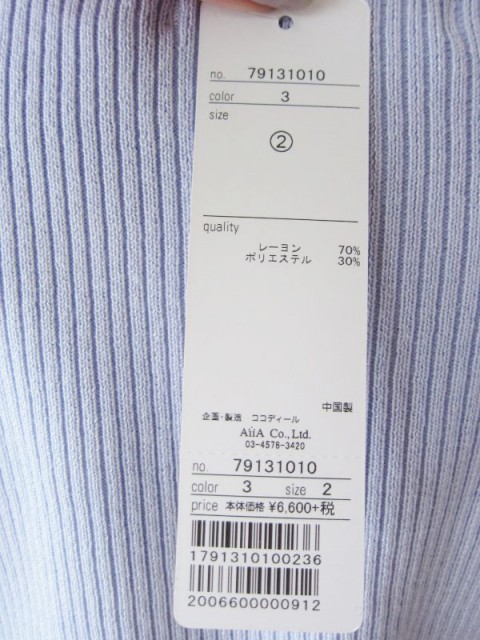 no. 79131010
color 3
size
②
quality
レーヨン 70%
ポリエステル 30%
中国製
企画・製造 ココディール
AiiA Co.,Ltd.
03-4578-3420
no. 79131010
color 3 size 2
price 本体価格 ¥6,600+税
1791310100236
2006600000912